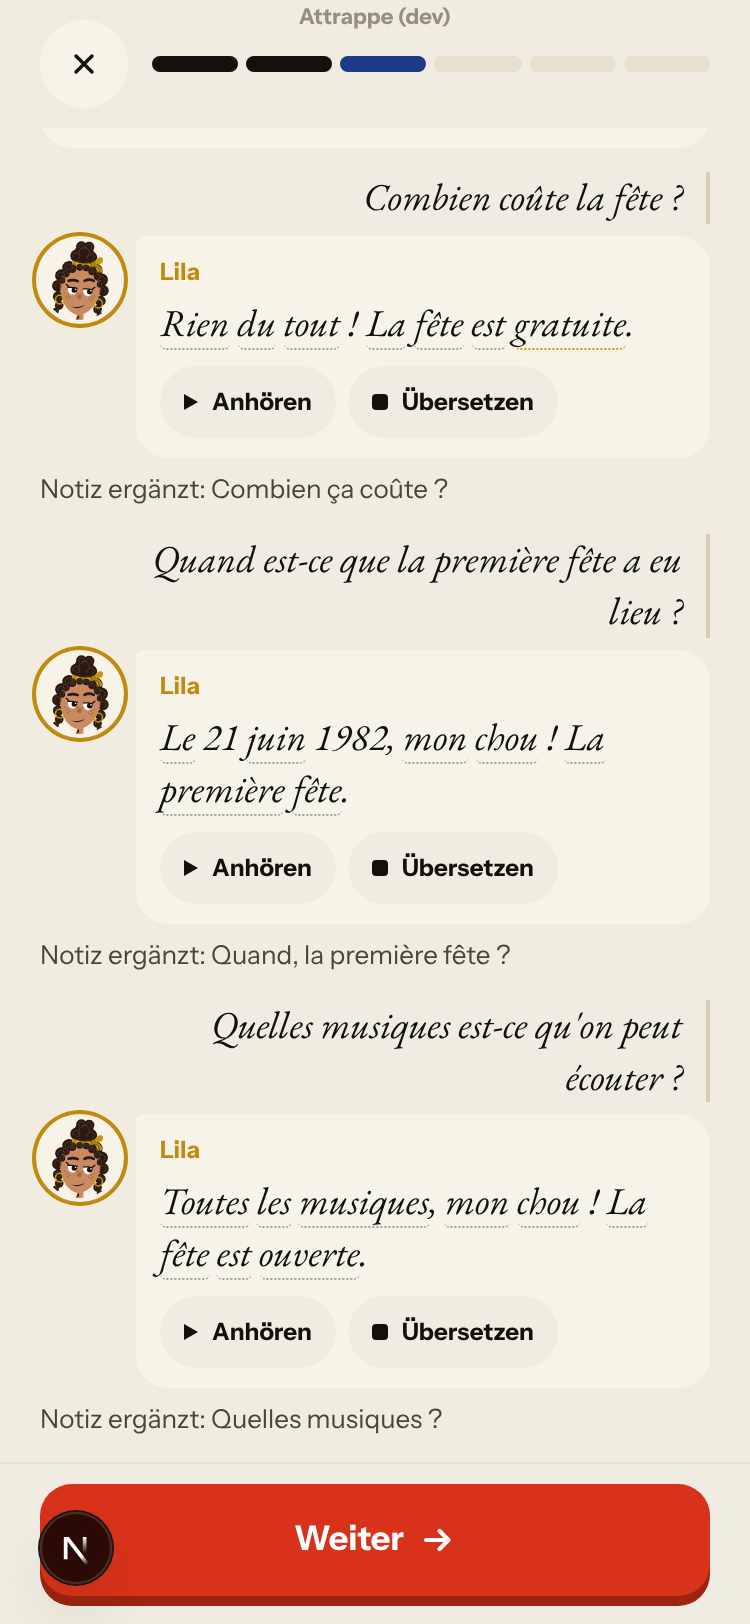 Attrappe (dev)
Combien coûte la fête ?
Lila
Rien du tout ! La fête est gratuite.
Anhören
Übersetzen
Notiz ergänzt: Combien ça coûte ?
Quand est-ce que la première fête a eu
lieu ?
Lila
Le 21 juin 1982, mon chou ! La
première fête.
Anhören
Übersetzen
Notiz ergänzt: Quand, la première fête ?
Quelles musiques est-ce qu'on peut
écouter ?
Lila
Toutes les musiques, mon chou ! La
fête est ouverte.
Anhören
Übersetzen
Notiz ergänzt: Quelles musiques ?
Weiter →
N